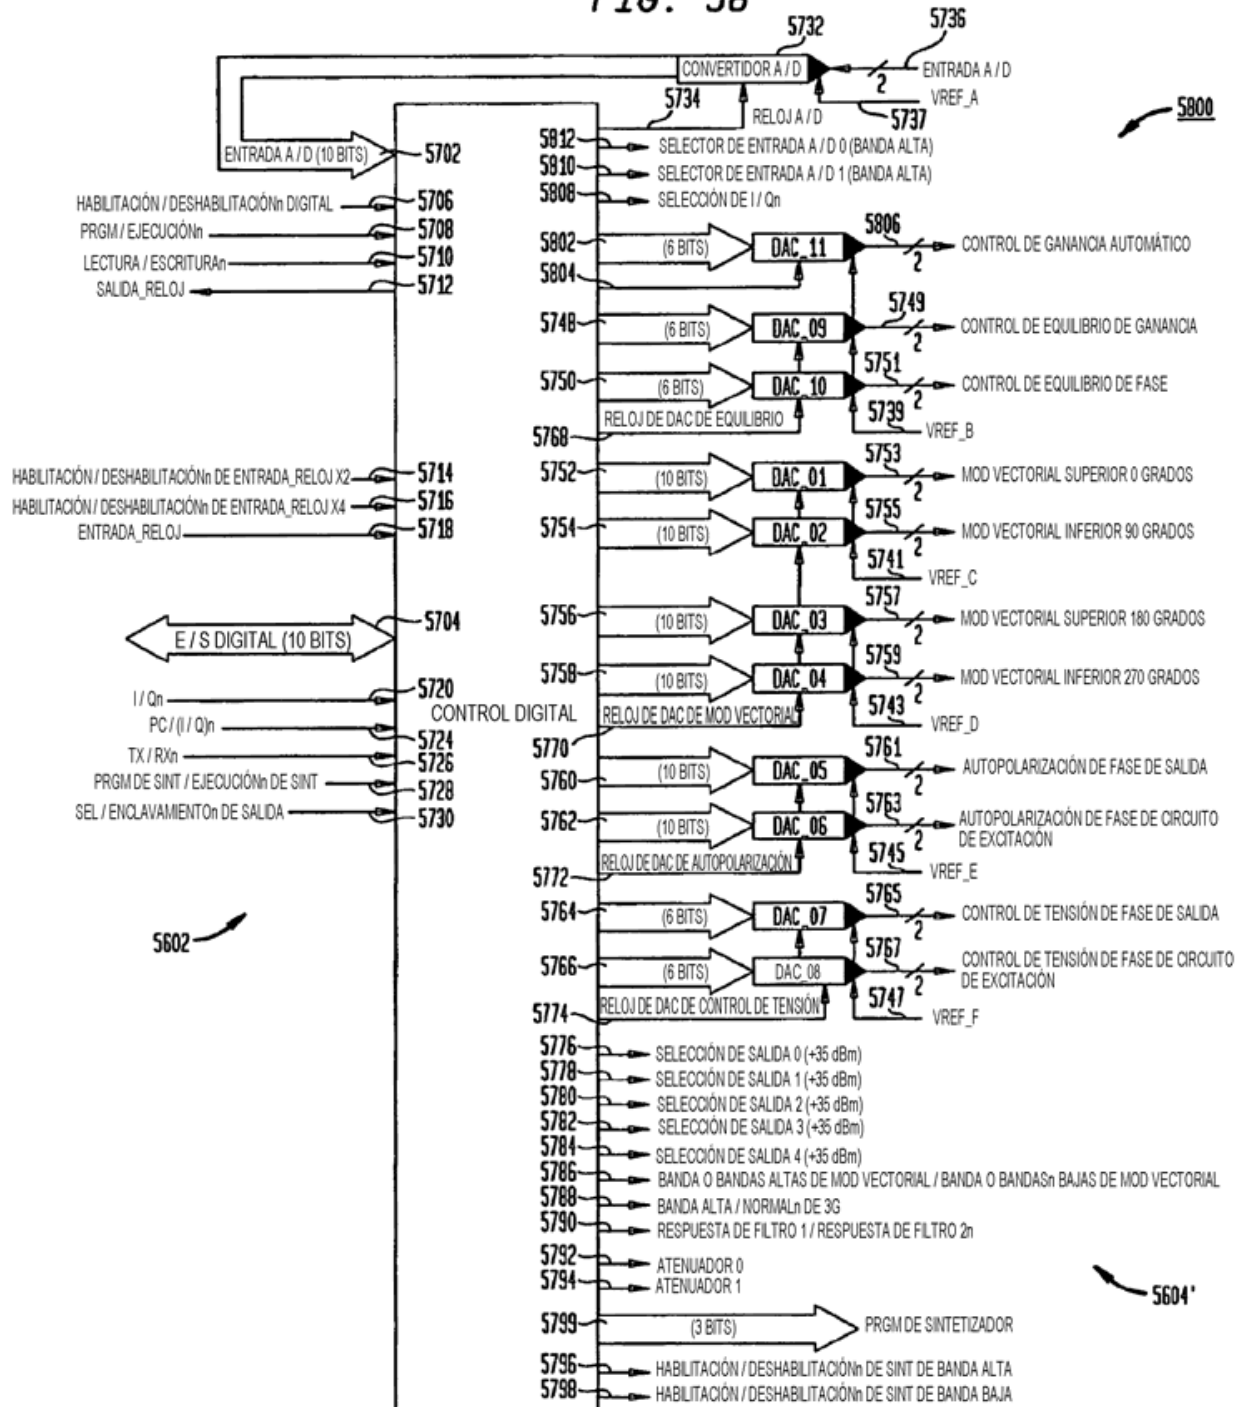 FIG. 58
5732
5736
CONVERTIDOR A / D
2
ENTRADA A / D
5734
VREF_A
RELOJ A / D
5737
5800
ENTRADA A / D (10 BITS)
5702
5812
SELECTOR DE ENTRADA A / D 0 (BANDA ALTA)
5810
SELECTOR DE ENTRADA A / D 1 (BANDA ALTA)
5808
SELECCIÓN DE I / Qn
HABILITACIÓN / DESHABILITACIÓNn DIGITAL
5706
PRGM / EJECUCIÓNn
5708
LECTURA / ESCRITURAn
5710
SALIDA_RELOJ
5712
5802
(6 BITS)
DAC_11
5806
2
CONTROL DE GANANCIA AUTOMÁTICO
5804
5748
(6 BITS)
DAC_09
5749
2
CONTROL DE EQUILIBRIO DE GANANCIA
5750
(6 BITS)
DAC_10
5751
2
CONTROL DE EQUILIBRIO DE FASE
RELOJ DE DAC DE EQUILIBRIO
5768
5739
VREF_B
HABILITACIÓN / DESHABILITACIÓNn DE ENTRADA_RELOJ X2
5714
HABILITACIÓN / DESHABILITACIÓNn DE ENTRADA_RELOJ X4
5716
ENTRADA_RELOJ
5718
5752
(10 BITS)
DAC_01
5753
2
MOD VECTORIAL SUPERIOR 0 GRADOS
5754
(10 BITS)
DAC_02
5755
2
MOD VECTORIAL INFERIOR 90 GRADOS
5741
VREF_C
E / S DIGITAL (10 BITS)
5704
5756
(10 BITS)
DAC_03
5757
2
MOD VECTORIAL SUPERIOR 180 GRADOS
5758
(10 BITS)
DAC_04
5759
2
MOD VECTORIAL INFERIOR 270 GRADOS
I / Qn
5720
PC / (I / Q)n
5724
TX / RXn
5726
PRGM DE SINT / EJECUCIÓNn DE SINT
5728
SEL / ENCLAVAMIENTOn DE SALIDA
5730
CONTROL DIGITAL
RELOJ DE DAC DE MOD VECTORIAL
5770
5743
VREF_D
5760
(10 BITS)
DAC_05
5761
2
AUTOPOLARIZACIÓN DE FASE DE SALIDA
5762
(10 BITS)
DAC_06
5763
2
AUTOPOLARIZACIÓN DE FASE DE CIRCUITO
DE EXCITACIÓN
RELOJ DE DAC DE AUTOPOLARIZACIÓN
5772
5745
VREF_E
5602
5764
(6 BITS)
DAC_07
5765
2
CONTROL DE TENSIÓN DE FASE DE SALIDA
5766
(6 BITS)
DAC_08
5767
2
CONTROL DE TENSIÓN DE FASE DE CIRCUITO
DE EXCITACIÓN
RELOJ DE DAC DE CONTROL DE TENSIÓN
5774
5747
VREF_F
5776
SELECCIÓN DE SALIDA 0 (+35 dBm)
5778
SELECCIÓN DE SALIDA 1 (+35 dBm)
5780
SELECCIÓN DE SALIDA 2 (+35 dBm)
5782
SELECCIÓN DE SALIDA 3 (+35 dBm)
5784
SELECCIÓN DE SALIDA 4 (+35 dBm)
5786
BANDA O BANDAS ALTAS DE MOD VECTORIAL / BANDA O BANDASn BAJAS DE MOD VECTORIAL
5788
BANDA ALTA / NORMALn DE 3G
5790
RESPUESTA DE FILTRO 1 / RESPUESTA DE FILTRO 2n
5792
ATENUADOR 0
5794
ATENUADOR 1
5604'
5799
(3 BITS)
PRGM DE SINTETIZADOR
5796
HABILITACIÓN / DESHABILITACIÓNn DE SINT DE BANDA ALTA
5798
HABILITACIÓN / DESHABILITACIÓNn DE SINT DE BANDA BAJA